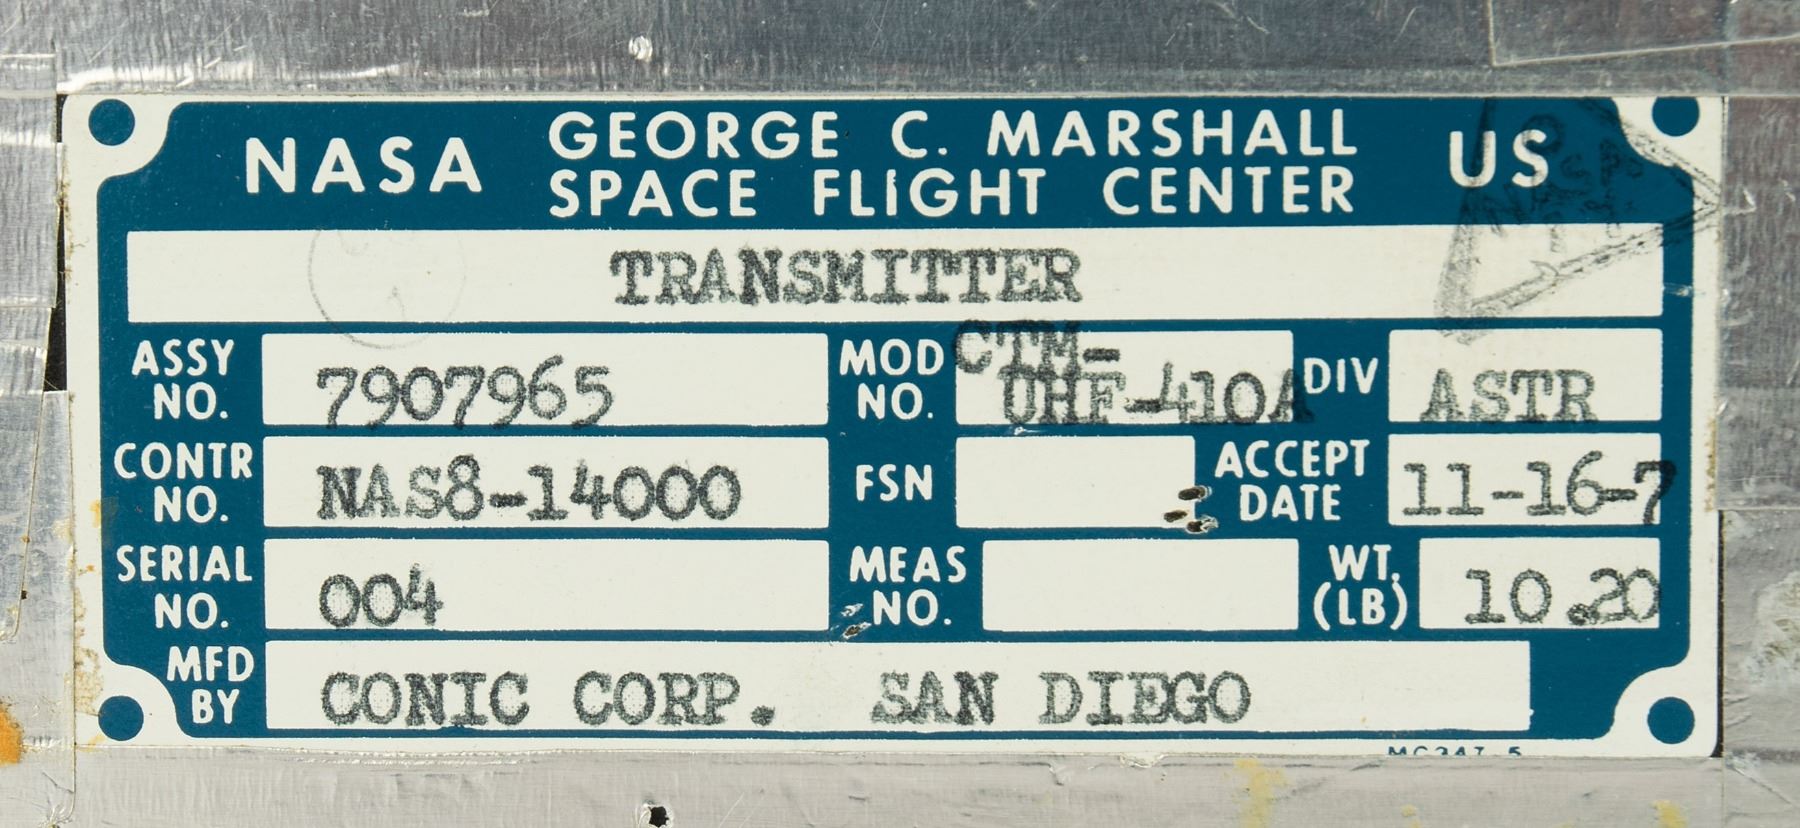 NASA GEORGE C. MARSHALL SPACE FLIGHT CENTER US
TRANSMITTER
ASSY NO. 7907965 MOD NO. CTM-UHF-410A DIV ASTR
CONTR NO. NAS8-14000 FSN ACCEPT DATE 11-16-7
SERIAL NO. 004 MEAS NO. WT. (LB) 10.20
MFD BY CONIC CORP. SAN DIEGO